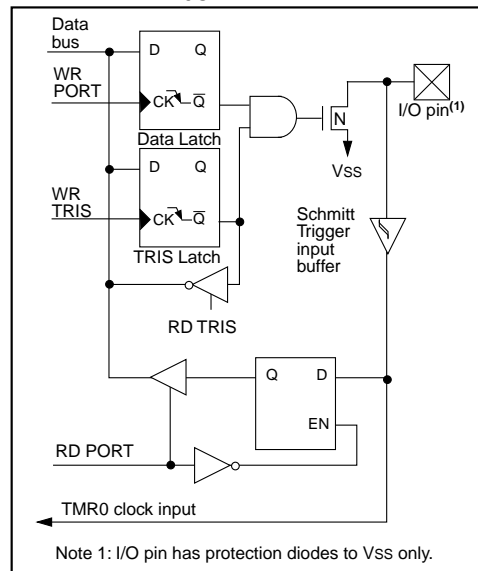 Data
bus
D Q
WR
PORT
CK Q̅
I/O pin(1)
N
Data Latch
VSS
D Q
WR
TRIS
CK Q̅
Schmitt
Trigger
input
buffer
TRIS Latch
RD TRIS
Q D
EN
RD PORT
TMR0 clock input
Note 1: I/O pin has protection diodes to VSS only.